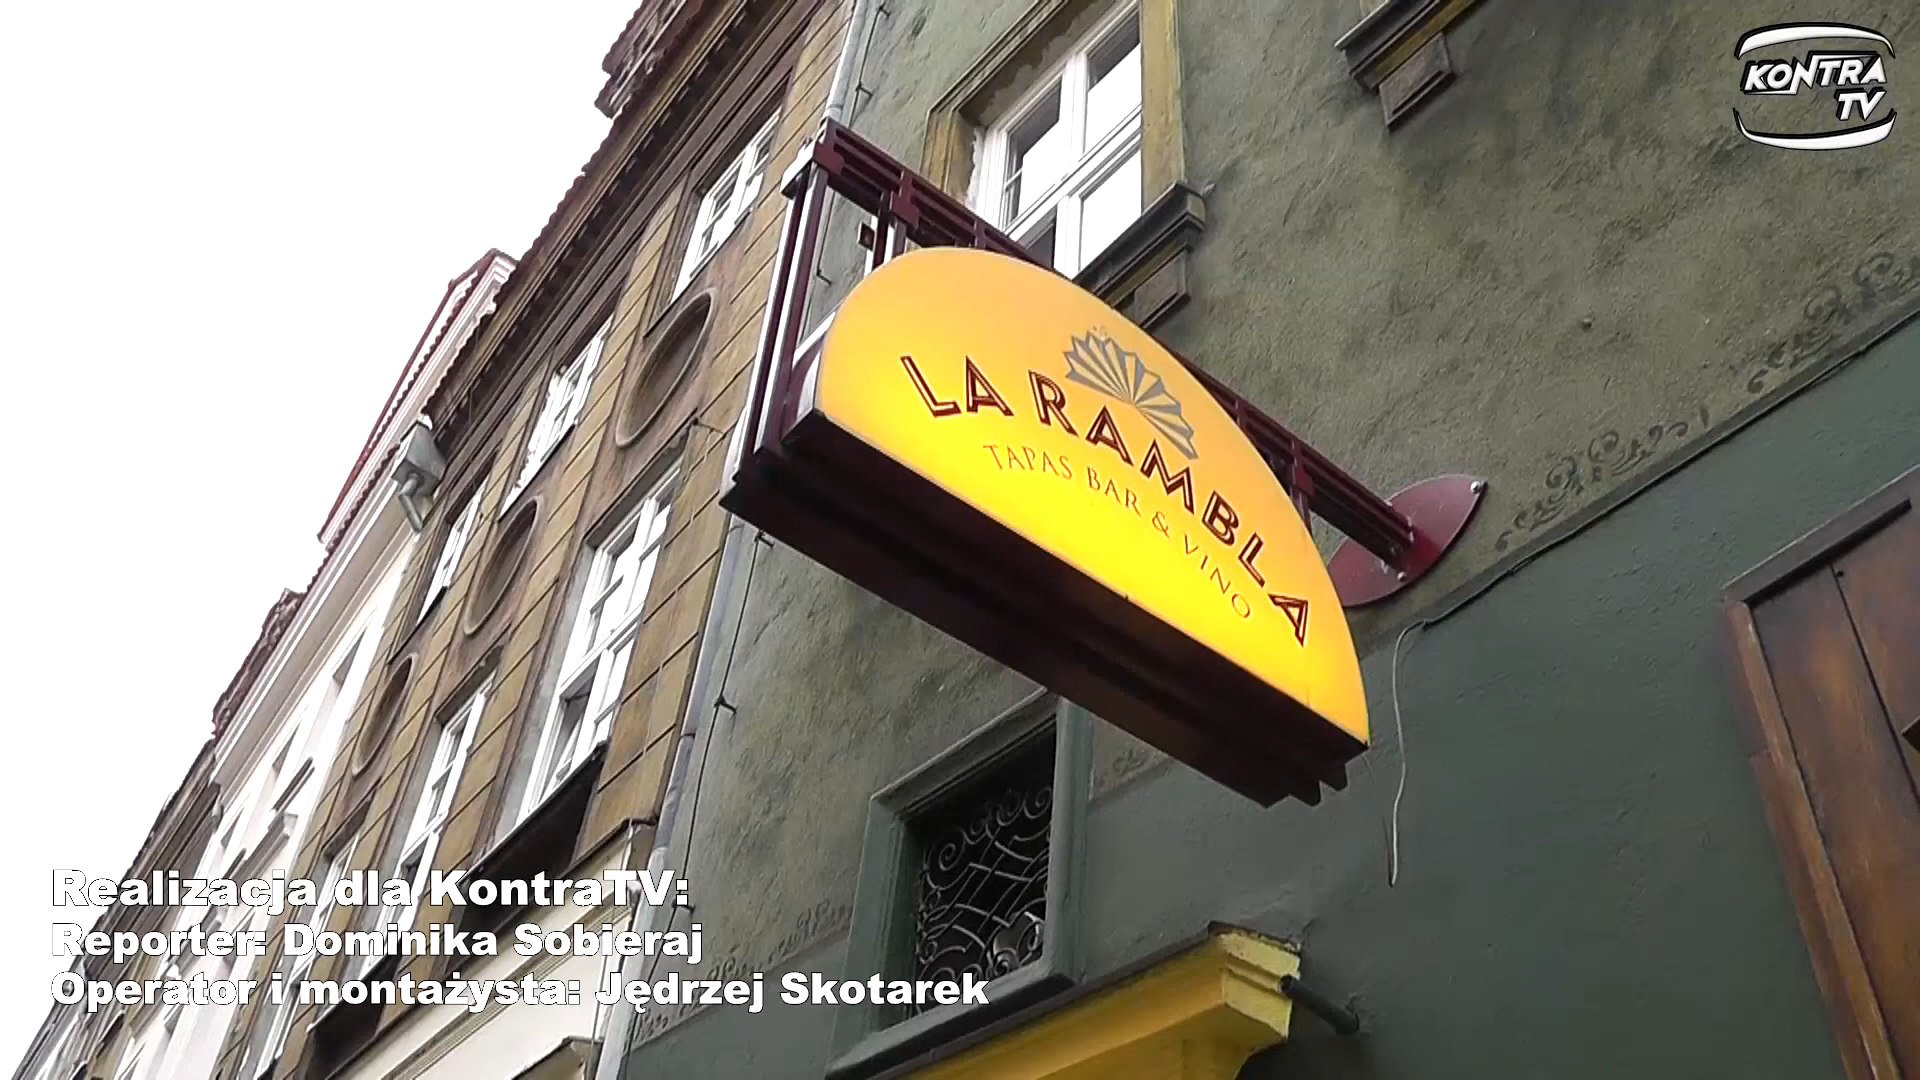 KONTRA
TV
LA RAMBLA
TAPAS BAR & VINO
Realizacja dla KontraTV:
Reporter: Dominika Sobieraj
Operator i montażysta: Jędrzej Skotarek